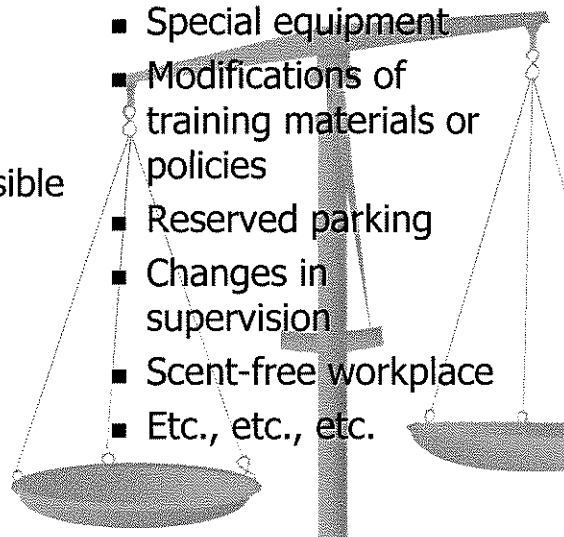 ■ Special equipment
■ Modifications of
training materials or
policies
sible
■ Reserved parking
■ Changes in
supervision
■ Scent-free workplace
■ Etc., etc., etc.